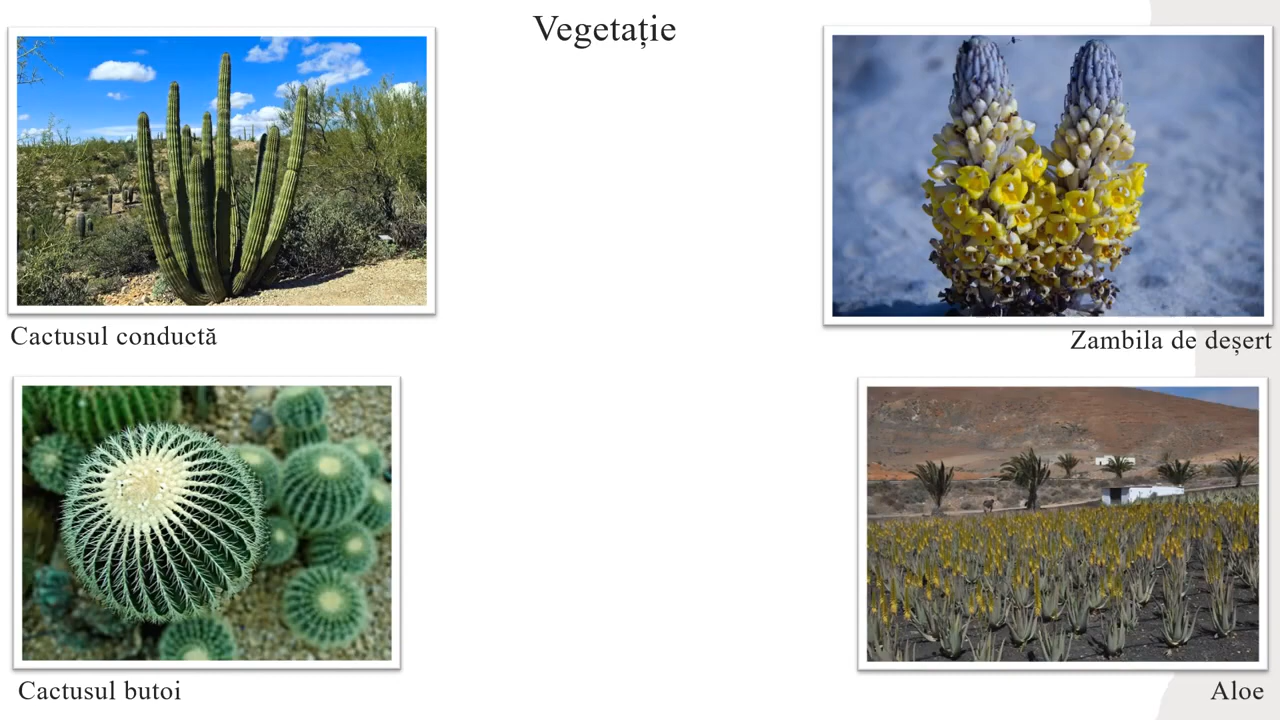 Vegetație
Cactusul conductă
Zambila de deșert
Cactusul butoi
Aloe